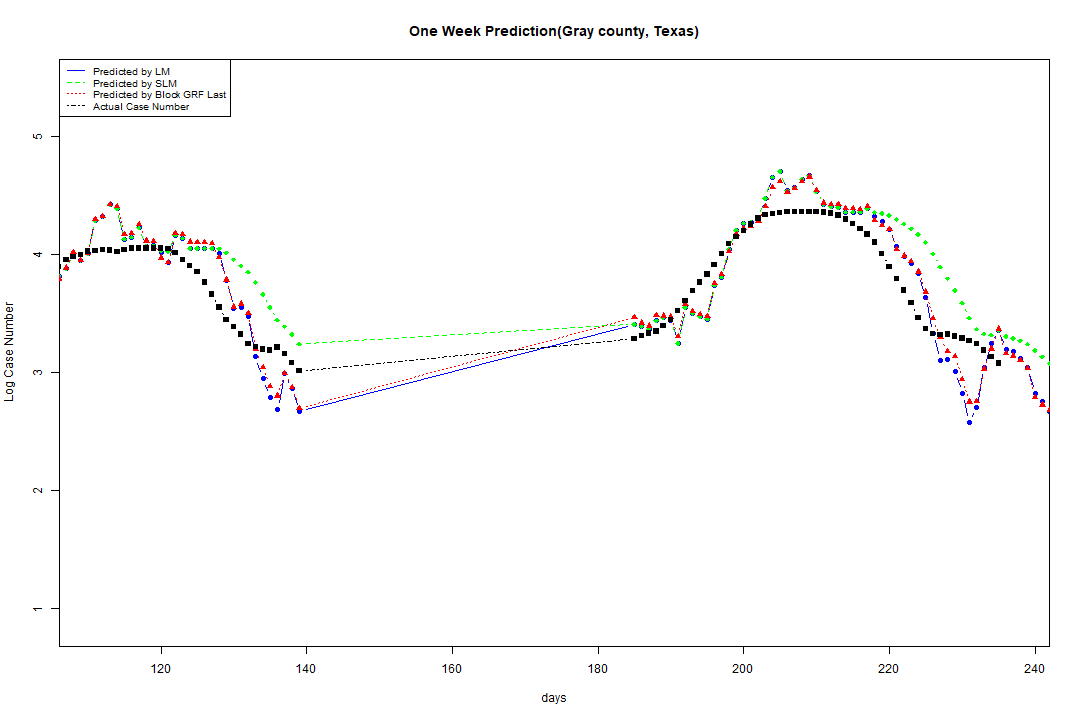 One Week Prediction(Gray county, Texas)
Predicted by LM
Predicted by SLM
Predicted by Block GRF Last
Actual Case Number
5
4
3
2
1
Log Case Number
120 140 160 180 200 220 240
days